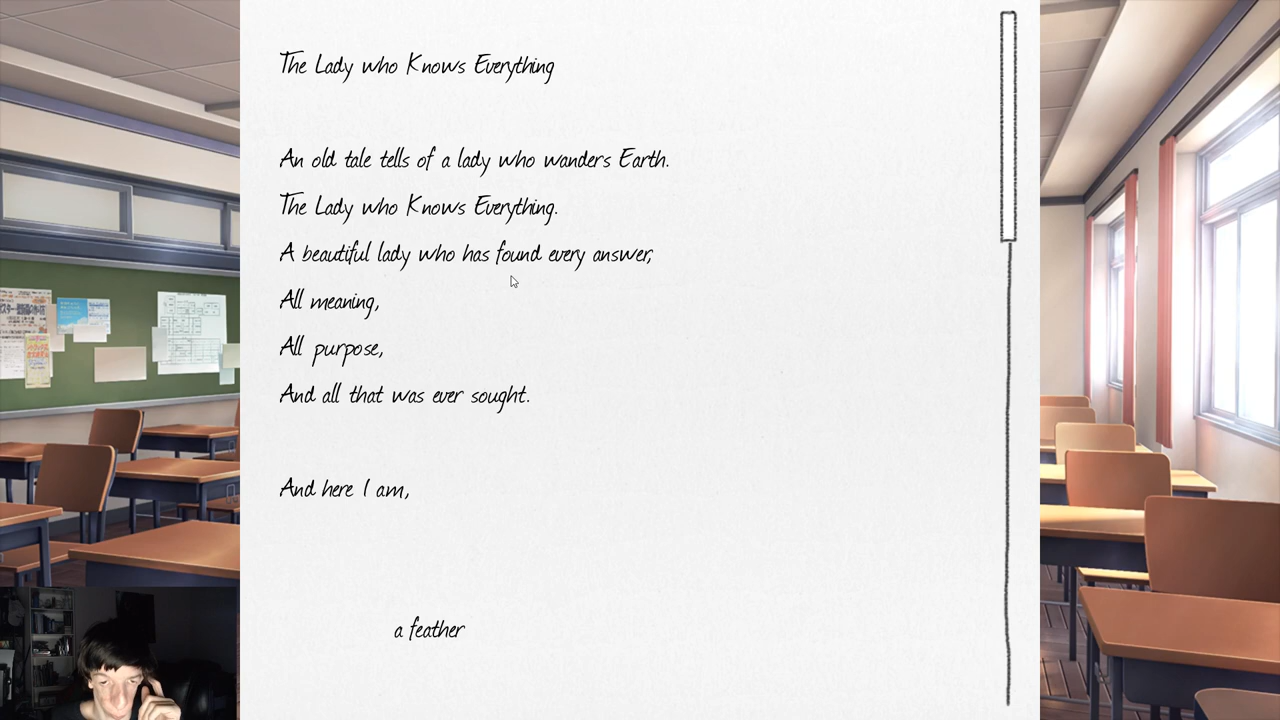 The Lady who Knows Everything
An old tale tells of a lady who wanders Earth.
The Lady who Knows Everything.
A beautiful lady who has found every answer,
All meaning,
All purpose,
And all that was ever sought.
And here I am,
a feather